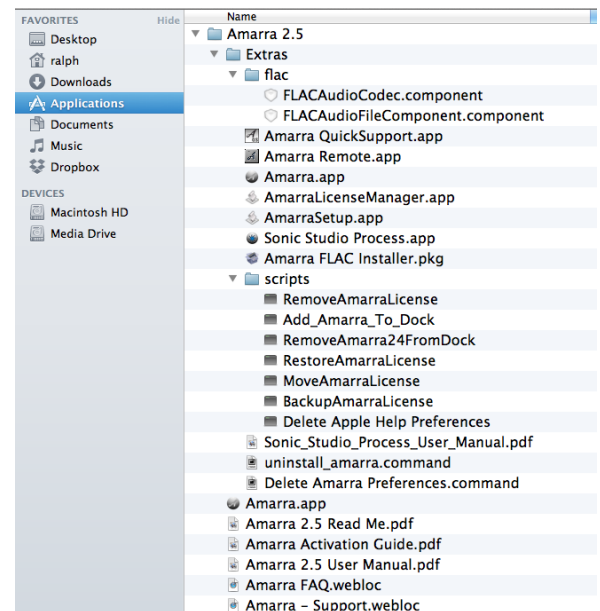 FAVORITES
Hide
Desktop
ralph
Downloads
Applications
Documents
Music
Dropbox
DEVICES
Macintosh HD
Media Drive
Name
Amarra 2.5
Extras
flac
FLACAudioCodec.component
FLACAudioFileComponent.component
Amarra QuickSupport.app
Amarra Remote.app
Amarra.app
AmarraLicenseManager.app
AmarraSetup.app
Sonic Studio Process.app
Amarra FLAC Installer.pkg
scripts
RemoveAmarraLicense
Add_Amarra_To_Dock
RemoveAmarra24FromDock
RestoreAmarraLicense
MoveAmarraLicense
BackupAmarraLicense
Delete Apple Help Preferences
Sonic_Studio_Process_User_Manual.pdf
uninstall_amarra.command
Delete Amarra Preferences.command
Amarra.app
Amarra 2.5 Read Me.pdf
Amarra Activation Guide.pdf
Amarra 2.5 User Manual.pdf
Amarra FAQ.webloc
Amarra – Support.webloc